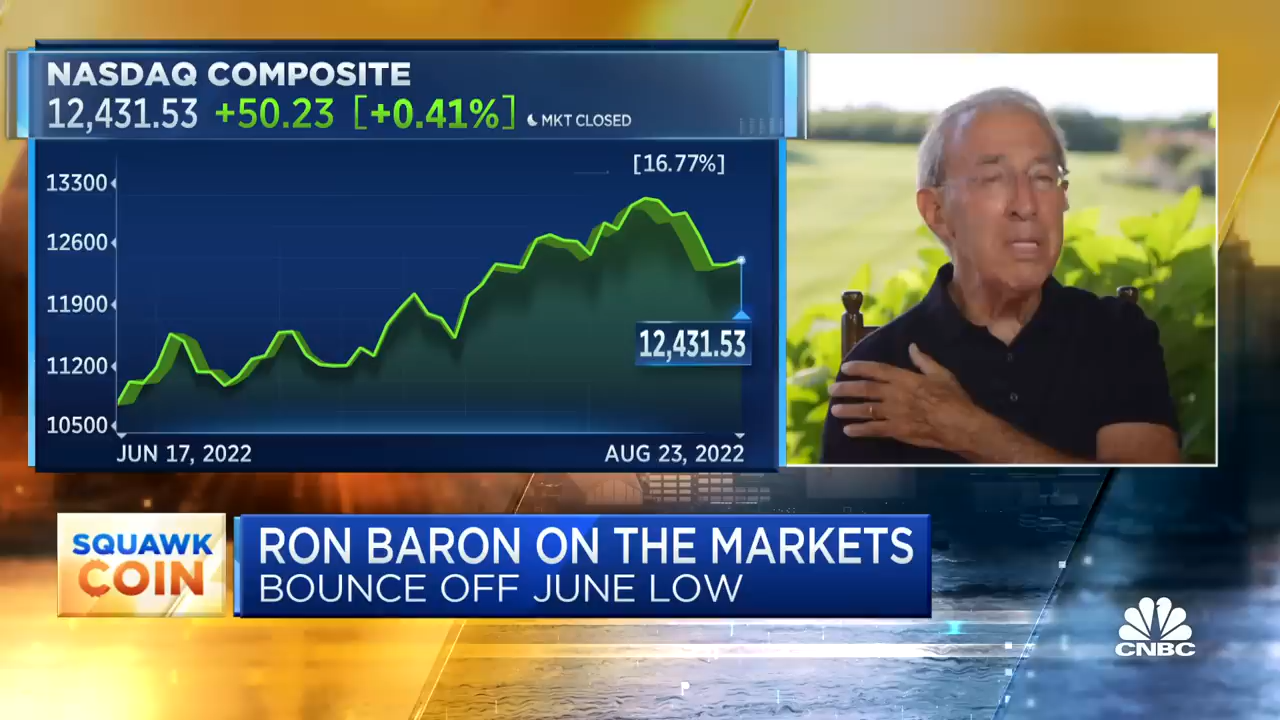 NASDAQ COMPOSITE
12,431.53 +50.23 [+0.41%] MKT CLOSED
[16.77%]
13300
12600
11900
11200
10500
12,431.53
JUN 17, 2022
AUG 23, 2022
SQUAWK
COIN
RON BARON ON THE MARKETS
BOUNCE OFF JUNE LOW
CNBC